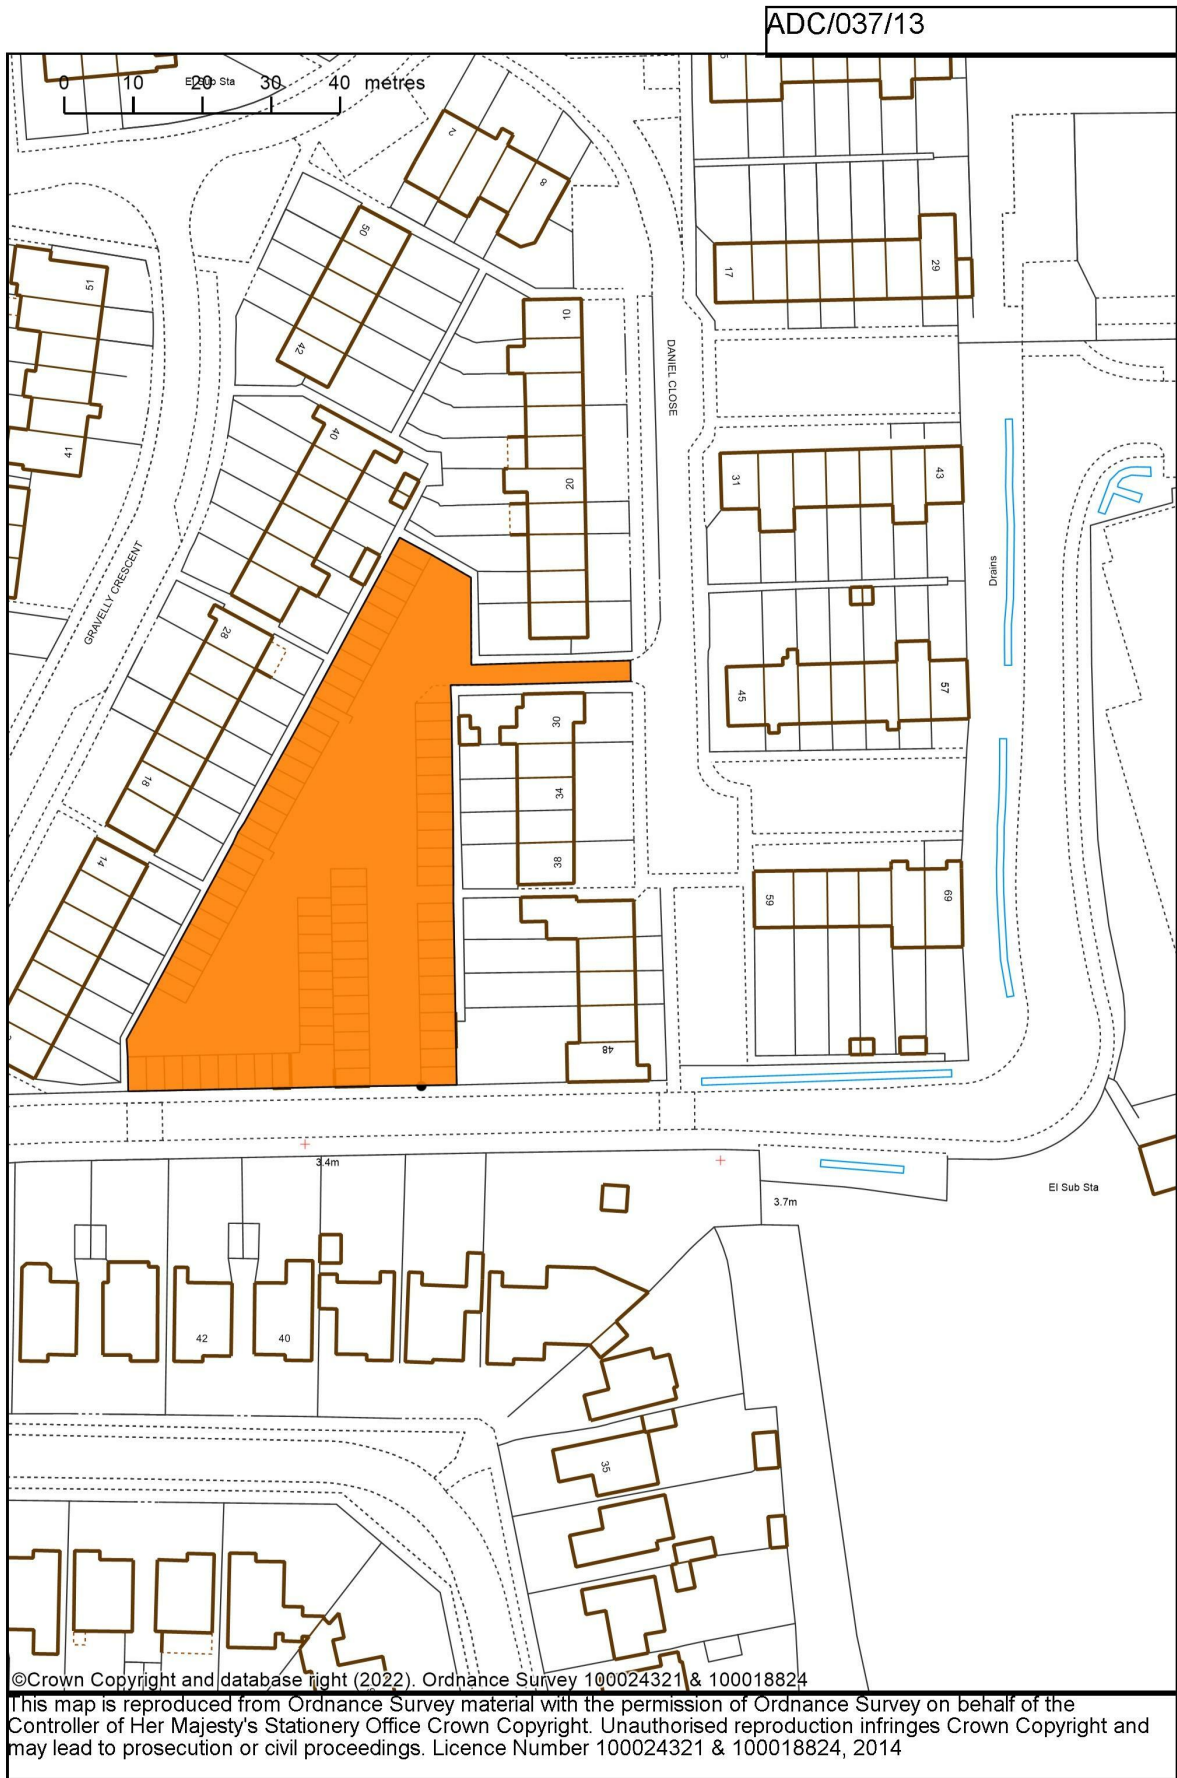 ADC/037/13
0 10 20 30 40 metres
El Sub Sta
2
8
50
42
51
41
10
20
DANIEL CLOSE
17
29
40
31
43
Drains
GRAVELLY CRESCENT
28
18
14
45
57
30
34
38
59
69
48
3.4m
3.7m
El Sub Sta
42
40
35
©Crown Copyright and database right (2022). Ordnance Survey 100024321 & 100018824
This map is reproduced from Ordnance Survey material with the permission of Ordnance Survey on behalf of the
Controller of Her Majesty's Stationery Office Crown Copyright. Unauthorised reproduction infringes Crown Copyright and
may lead to prosecution or civil proceedings. Licence Number 100024321 & 100018824, 2014